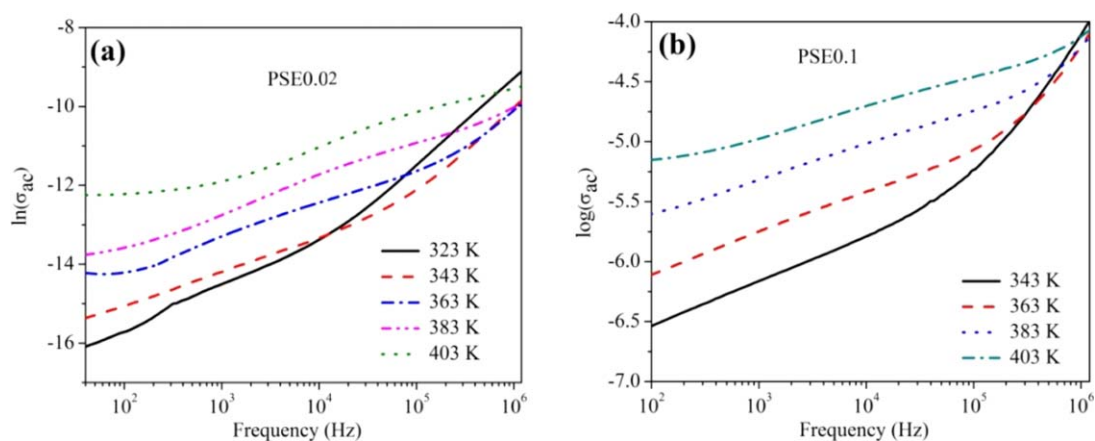 (a)
PSE0.02
ln(σac)
-8
-10
-12
-14
-16
323 K
343 K
363 K
383 K
403 K
10² 10³ 10⁴ 10⁵ 10⁶
Frequency (Hz)
(b)
PSE0.1
log(σac)
-4.0
-4.5
-5.0
-5.5
-6.0
-6.5
-7.0
343 K
363 K
383 K
403 K
10² 10³ 10⁴ 10⁵ 10⁶
Frequency (Hz)